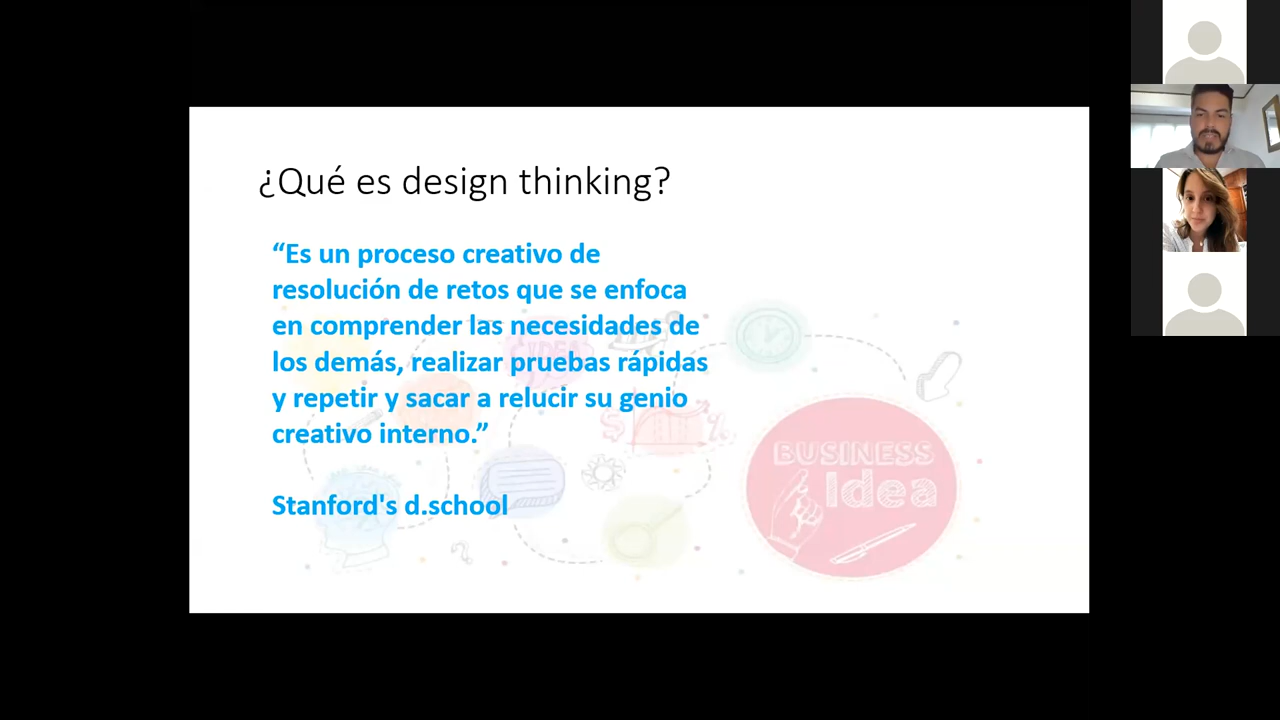 ¿Qué es design thinking?
“Es un proceso creativo de
resolución de retos que se enfoca
en comprender las necesidades de
los demás, realizar pruebas rápidas
y repetir y sacar a relucir su genio
creativo interno.”
Stanford's d.school
IDEA
$
%
?
BUSINESS
Idea